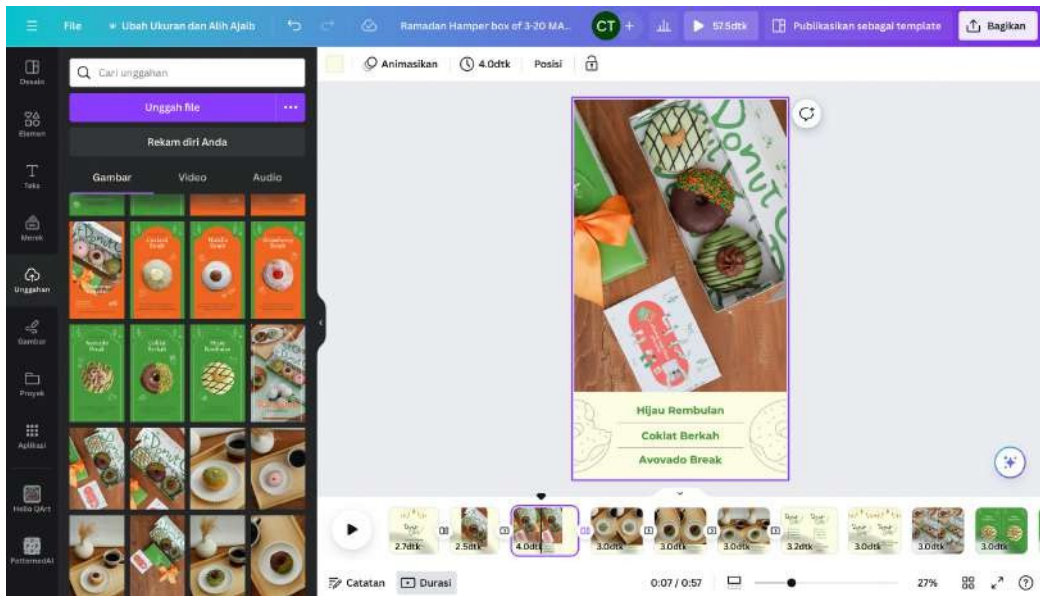 File
Ubah Ukuran dan Alih Ajaib
Ramadan Hamper box of 3-20 MA...
CT
+
57.5dtk
Publikasikan sebagai template
Bagikan
Desain
Elemen
Teks
Merek
Unggahan
Gambar
Proyek
Aplikasi
Hello QArt
PatternedAI
Cari unggahan
Unggah file
Rekam diri Anda
Gambar
Video
Audio
Animasikan
4.0dtk
Posisi
Donut
Hijau Rembulan
Coklat Berkah
Avovado Break
2.7dtk
2.5dtk
4.0dtk
3.0dtk
3.0dtk
3.0dtk
3.2dtk
3.0dtk
3.0dtk
3.0dtk
Catatan
Durasi
0:07 / 0:57
27%